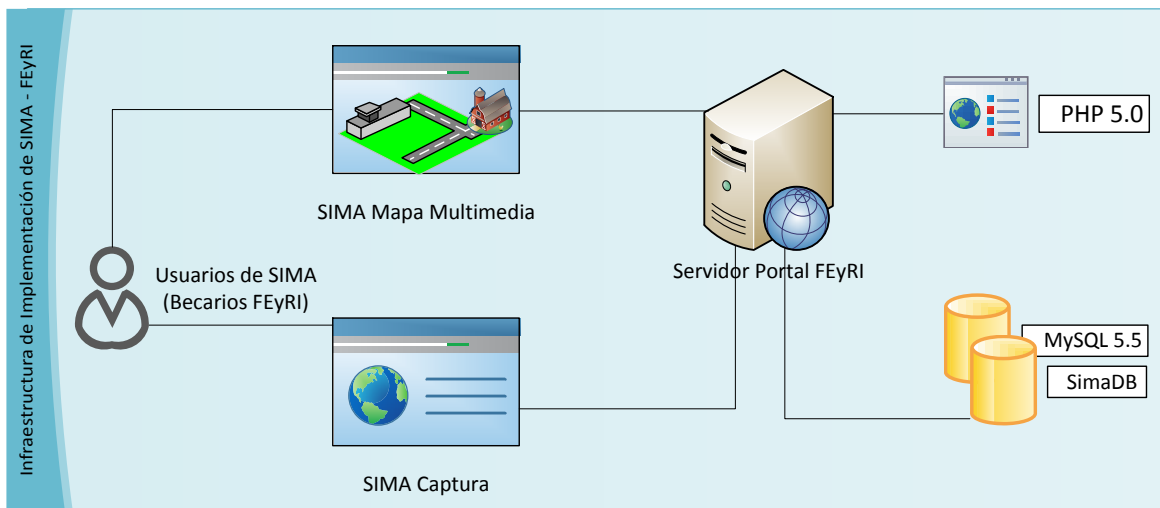 Infraestructura de Implementación de SIMA - FEyRI
SIMA Mapa Multimedia
Usuarios de SIMA
(Becarios FEyRI)
SIMA Captura
Servidor Portal FEyRI
PHP 5.0
MySQL 5.5
SimaDB